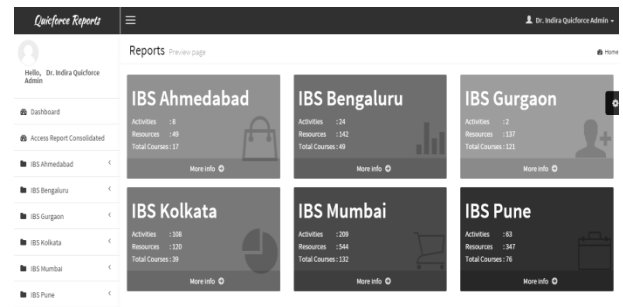 Quicforce Reports
Dr. Indira Quicforce Admin
Reports Preview page
Home
Hello, Dr. Indira Quicforce
Admin
Dashboard
Access Report Consolidated
IBS Ahmedabad
IBS Bengaluru
IBS Gurgaon
IBS Kolkata
IBS Mumbai
IBS Pune
IBS Ahmedabad
Activities :8
Resources :49
Total Courses :17
More info
IBS Bengaluru
Activities :24
Resources :142
Total Courses :49
More info
IBS Gurgaon
Activities :2
Resources :137
Total Courses :121
More info
IBS Kolkata
Activities :108
Resources :120
Total Courses :39
More info
IBS Mumbai
Activities :209
Resources :544
Total Courses :132
More info
IBS Pune
Activities :63
Resources :347
Total Courses :76
More info